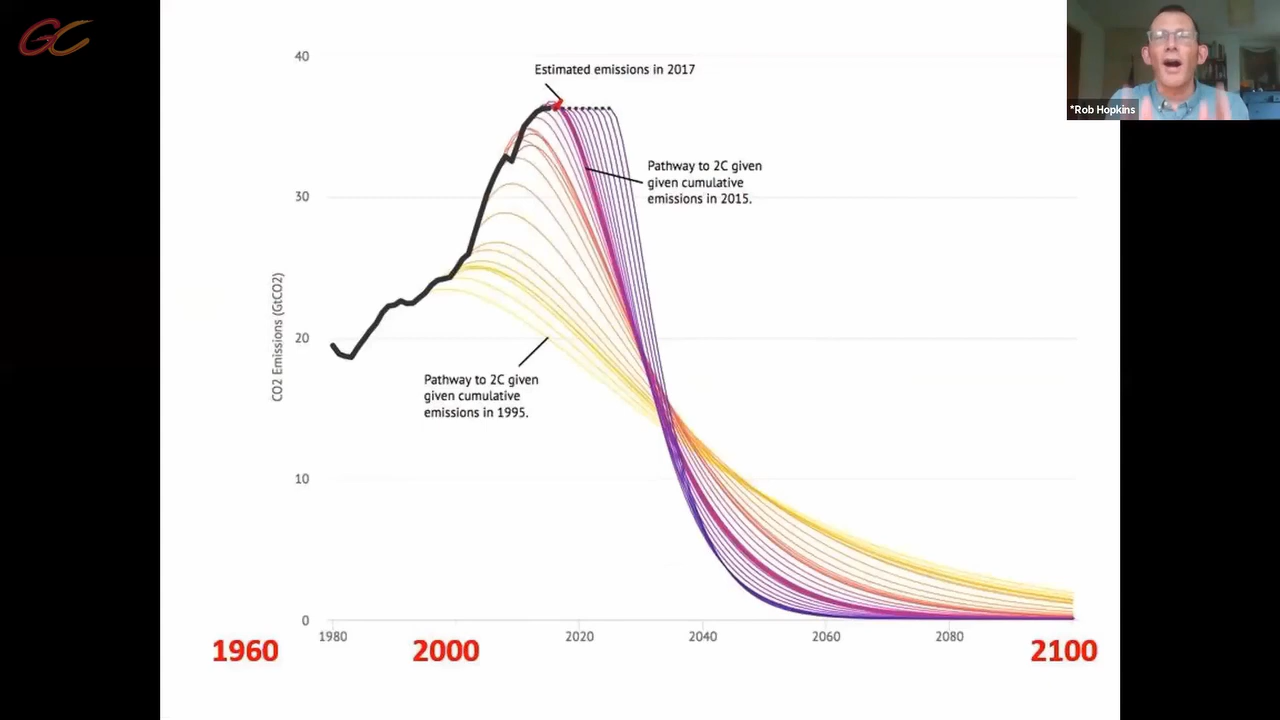 GC
40
Estimated emissions in 2017
*Rob Hopkins
Pathway to 2C given
given cumulative
emissions in 2015.
30
CO2 Emissions (GtCO2)
20
Pathway to 2C given
given cumulative
emissions in 1995.
10
0
1980
2020
2040
2060
2080
1960
2000
2100